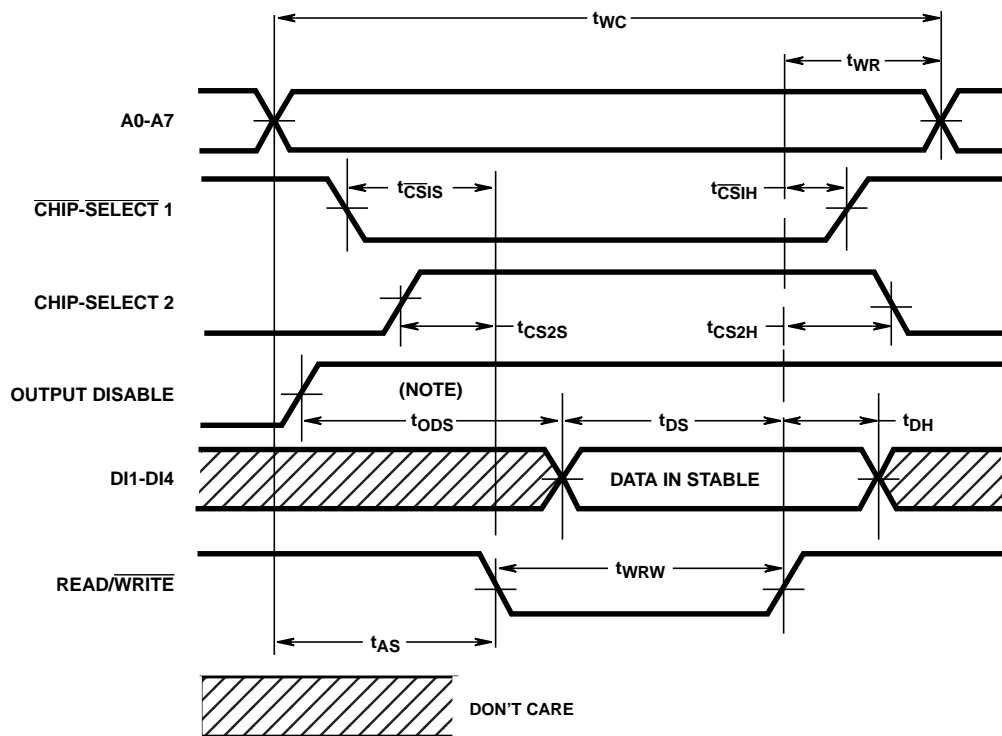 tWC
tWR
A0-A7
tCSIS
tCSIH
CHIP-SELECT 1
CHIP-SELECT 2
tCS2S
tCS2H
OUTPUT DISABLE
(NOTE)
tODS
tDS
tDH
DI1-DI4
DATA IN STABLE
READ/WRITE
tWRW
tAS
DON'T CARE